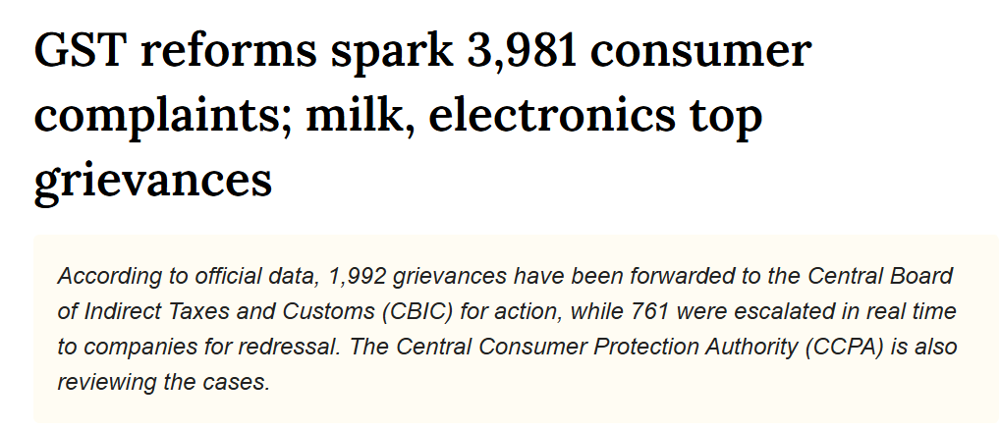 GST reforms spark 3,981 consumer
complaints; milk, electronics top
grievances
According to official data, 1,992 grievances have been forwarded to the Central Board
of Indirect Taxes and Customs (CBIC) for action, while 761 were escalated in real time
to companies for redressal. The Central Consumer Protection Authority (CCPA) is also
reviewing the cases.